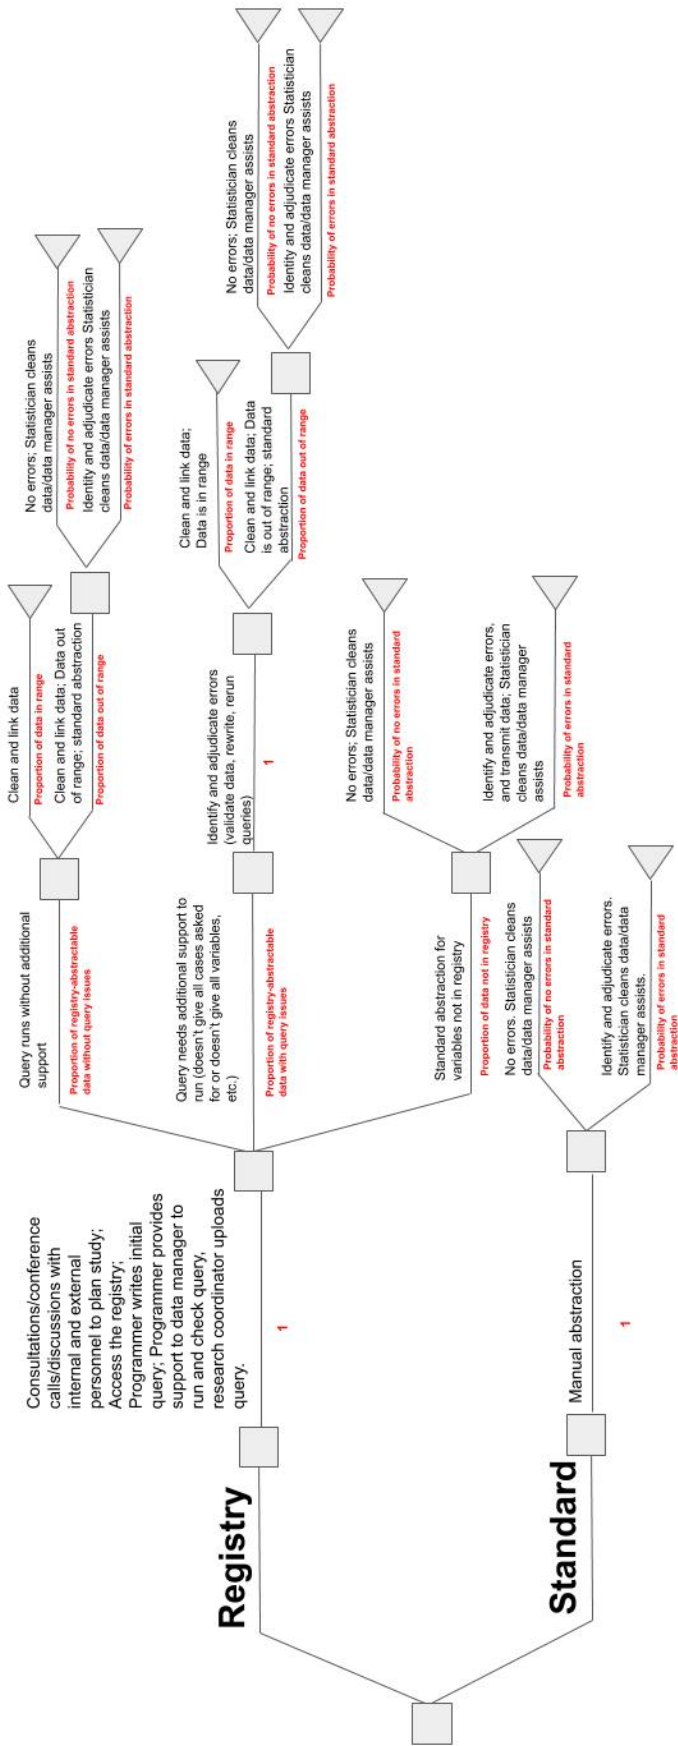 Registry
Consultations/conference
calls/discussions with
internal and external
personnel to plan study;
Access the registry;
Programmer writes initial
query; Programmer provides
support to data manager to
run and check query,
research coordinator uploads
query.
1
Query runs without additional
support
Proportion of registry-abstractable
data without query issues
Clean and link data
Proportion of data in range
Clean and link data; Data out
of range; standard abstraction
Proportion of data out of range
No errors; Statistician cleans
data/data manager assists
Probability of no errors in standard abstraction
Identify and adjudicate errors Statistician
cleans data/data manager assists
Probability of errors in standard abstraction
Query needs additional support to
run (doesn't give all cases asked
for or doesn't give all variables,
etc.)
Proportion of registry-abstractable
data with query issues
Identify and adjudicate errors
(validate data, rewrite, rerun
queries)
1
Clean and link data;
Data is in range
Proportion of data in range
Clean and link data; Data
is out of range; standard
abstraction
Proportion of data out of range
No errors; Statistician cleans
data/data manager assists
Probability of no errors in standard abstraction
Identify and adjudicate errors Statistician
cleans data/data manager assists
Probability of errors in standard abstraction
Standard abstraction for
variables not in registry
Proportion of data not in registry
No errors; Statistician cleans
data/data manager assists
Probability of no errors in standard
abstraction
Identify and adjudicate errors,
and transmit data; Statistician
cleans data/data manager
assists
Probability of errors in standard
abstraction
Standard
Manual abstraction
1
No errors. Statistician cleans
data/data manager assists
Probability of no errors in standard
abstraction
Identify and adjudicate errors.
Statistician cleans data/data
manager assists.
Probability of errors in standard
abstraction